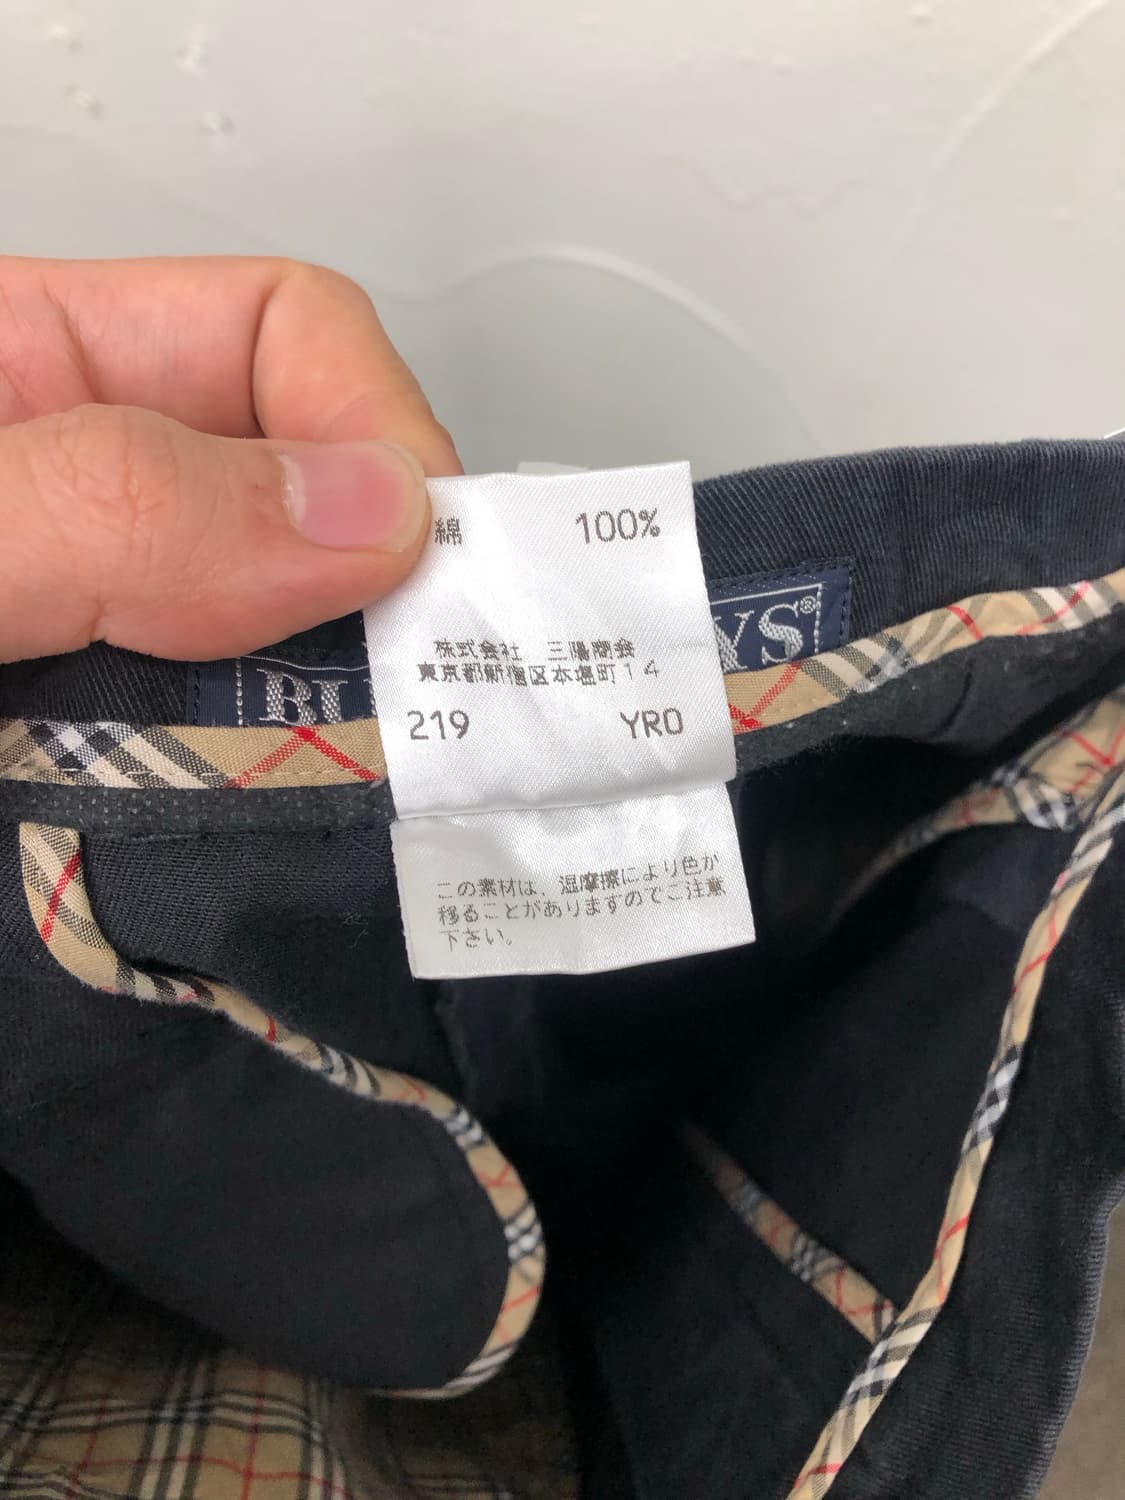 綿 100%
株式会社 三陽商会
東京都新宿区本塩町14
219 YRO
この素材は、湿摩擦により色が
移ることがありますのでご注意
下さい。